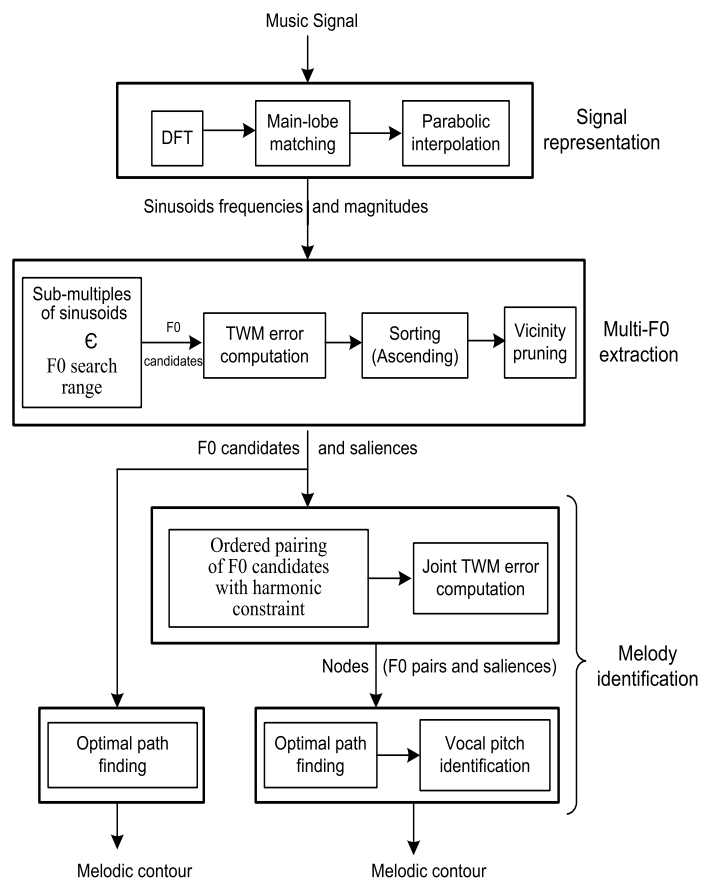 Music Signal
DFT
Main-lobe
matching
Parabolic
interpolation
Signal
representation
Sinusoids frequencies and magnitudes
Sub-multiples
of sinusoids
Є
F0 search
range
F0
candidates
TWM error
computation
Sorting
(Ascending)
Vicinity
pruning
Multi-F0
extraction
F0 candidates and saliences
Ordered pairing
of F0 candidates
with harmonic
constraint
Joint TWM error
computation
Nodes (F0 pairs and saliences)
Melody
identification
Optimal path
finding
Optimal path
finding
Vocal pitch
identification
Melodic contour
Melodic contour